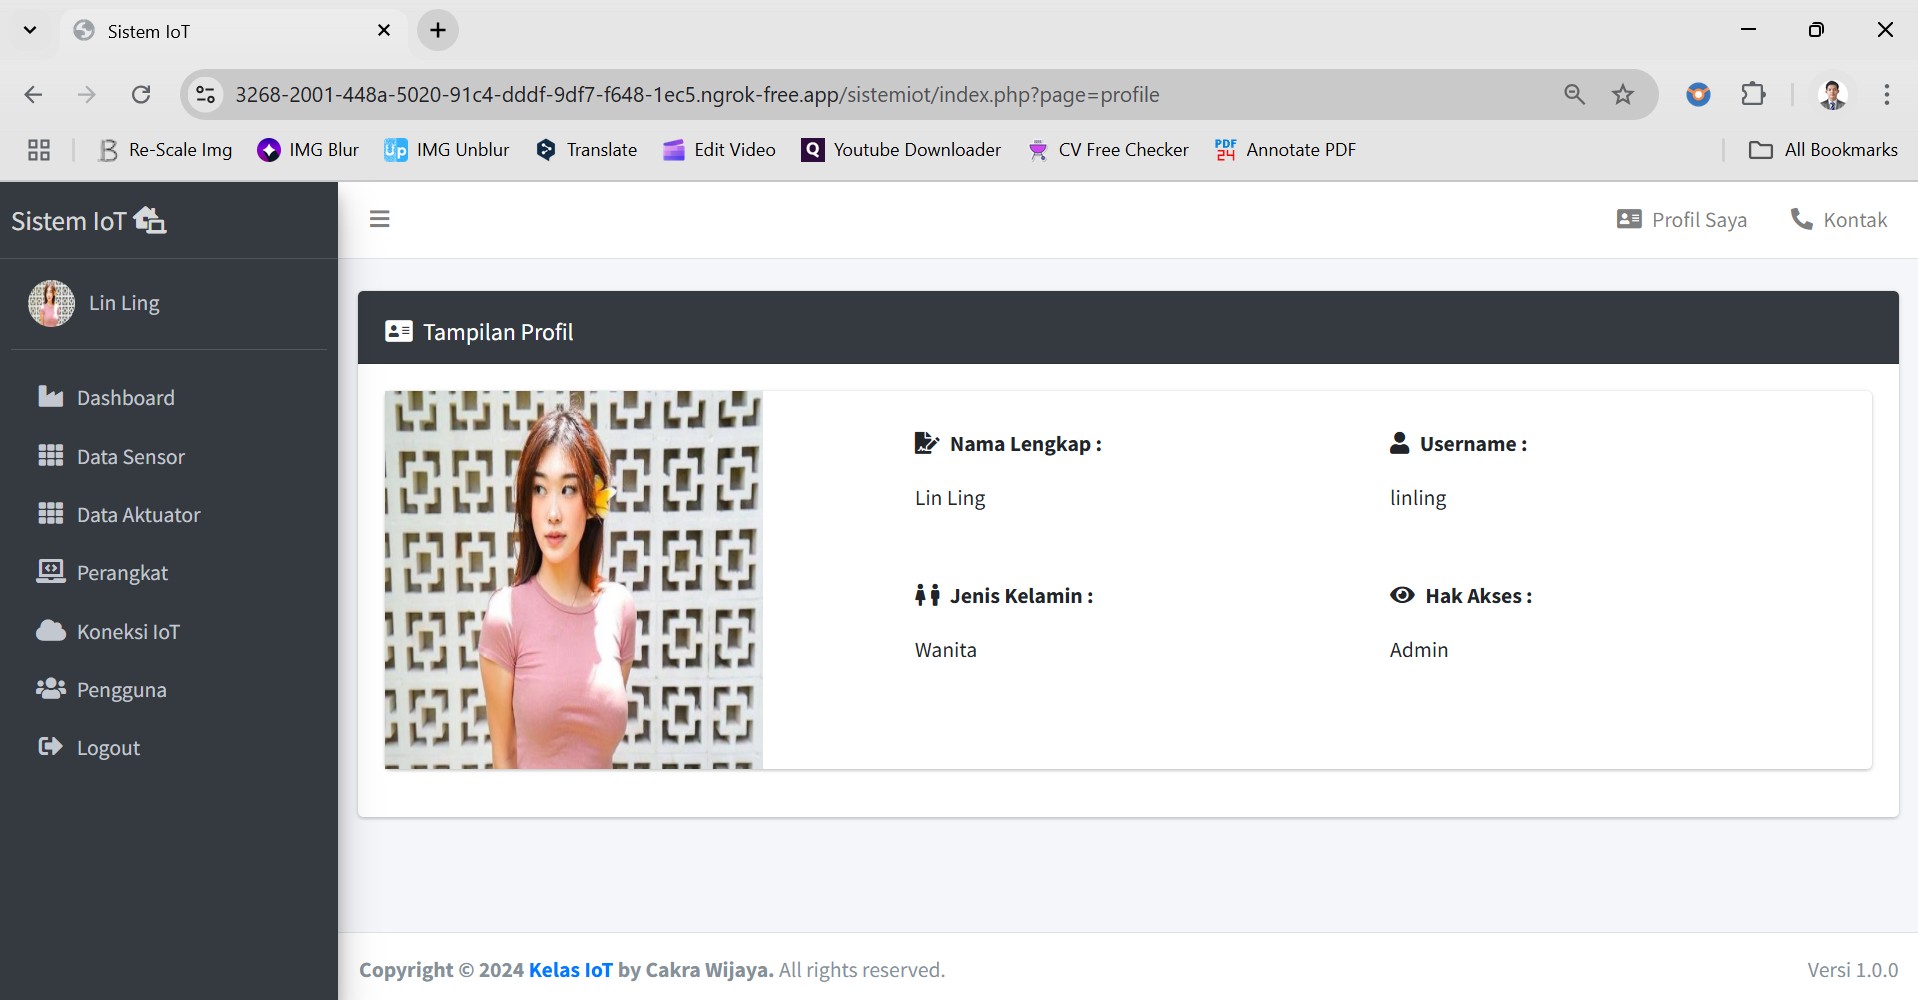 Sistem IoT
3268-2001-448a-5020-91c4-dddf-9df7-f648-1ec5.ngrok-free.app/sistemiot/index.php?page=profile
Re-Scale Img IMG Blur Up IMG Unblur Translate Edit Video Q Youtube Downloader CV Free Checker PDF 24 Annotate PDF All Bookmarks
Sistem IoT
Profil Saya Kontak
Lin Ling
Tampilan Profil
Dashboard
Data Sensor
Data Aktuator
Perangkat
Koneksi IoT
Pengguna
Logout
Nama Lengkap : Username :
Lin Ling linling
Jenis Kelamin : Hak Akses :
Wanita Admin
Copyright © 2024 Kelas IoT by Cakra Wijaya. All rights reserved. Versi 1.0.0